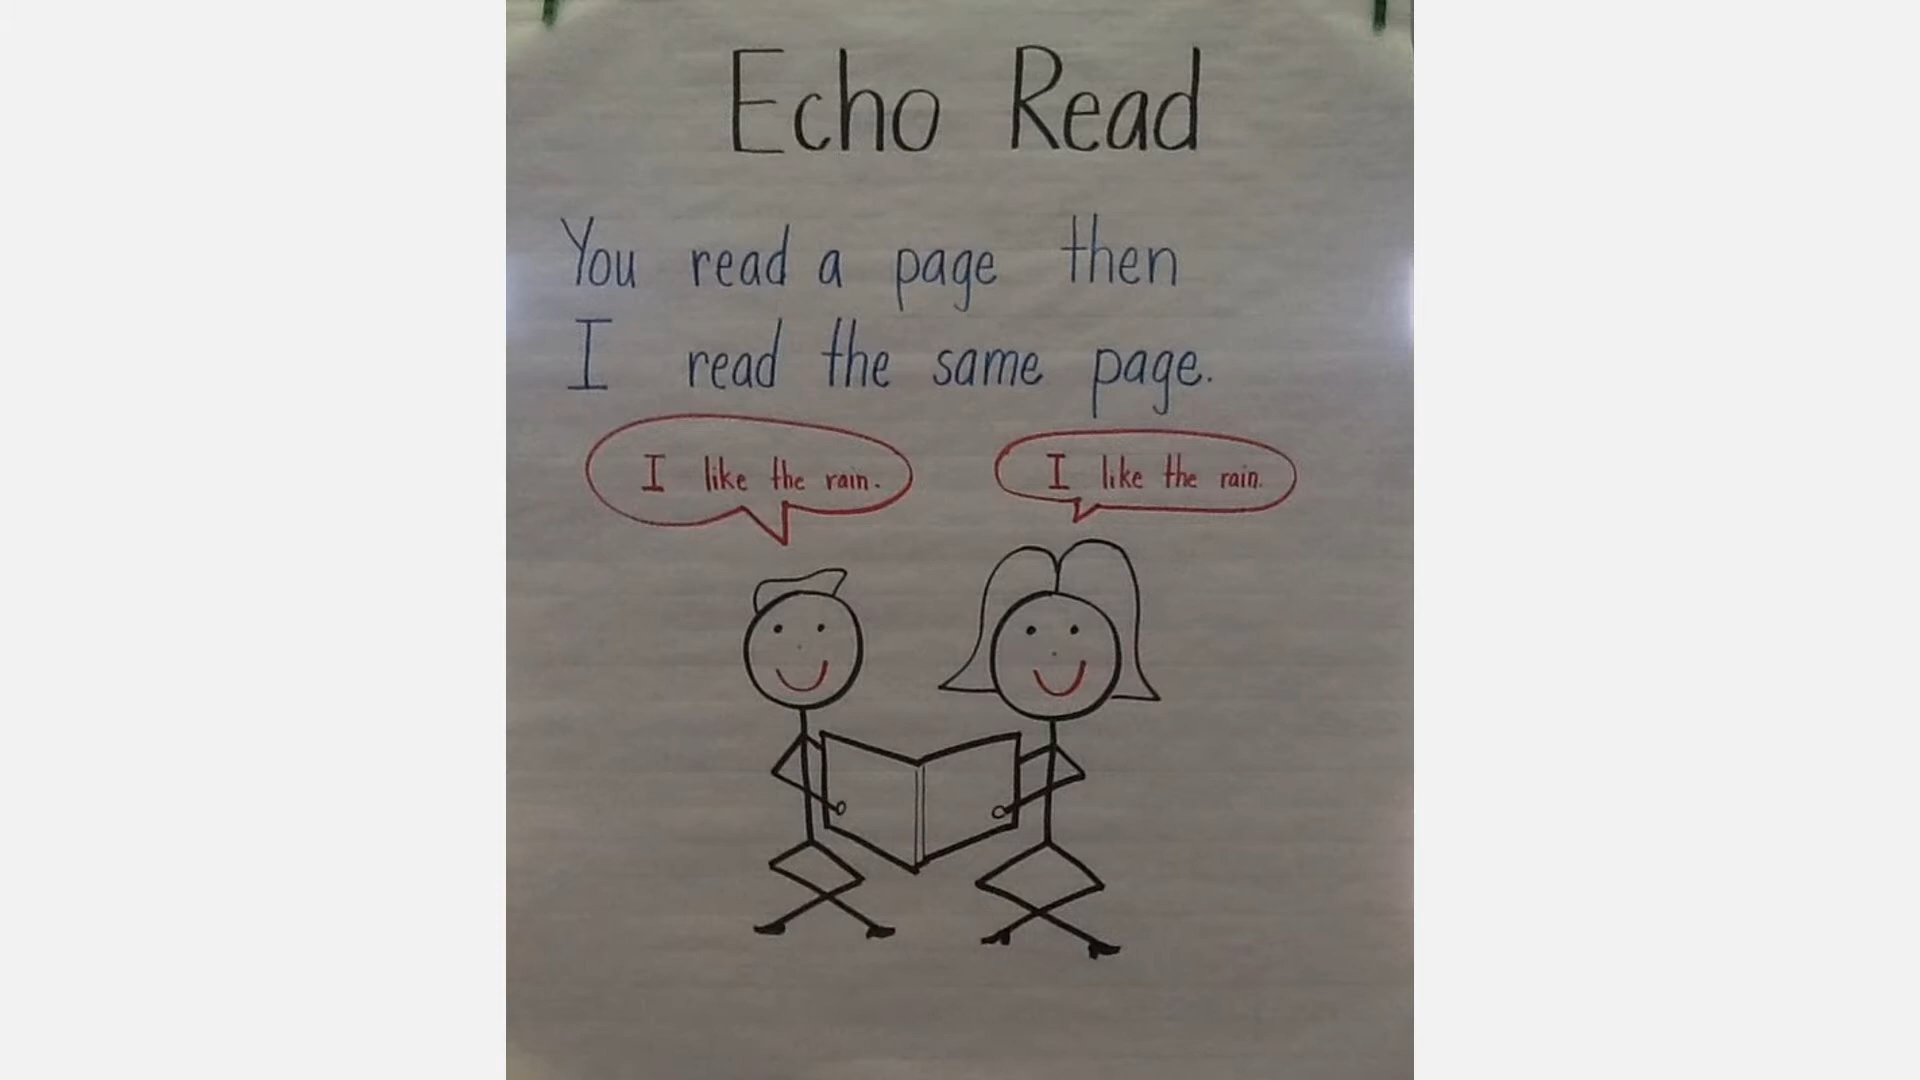 Echo Read
You read a page then
I read the same page.
I like the rain.
I like the rain.